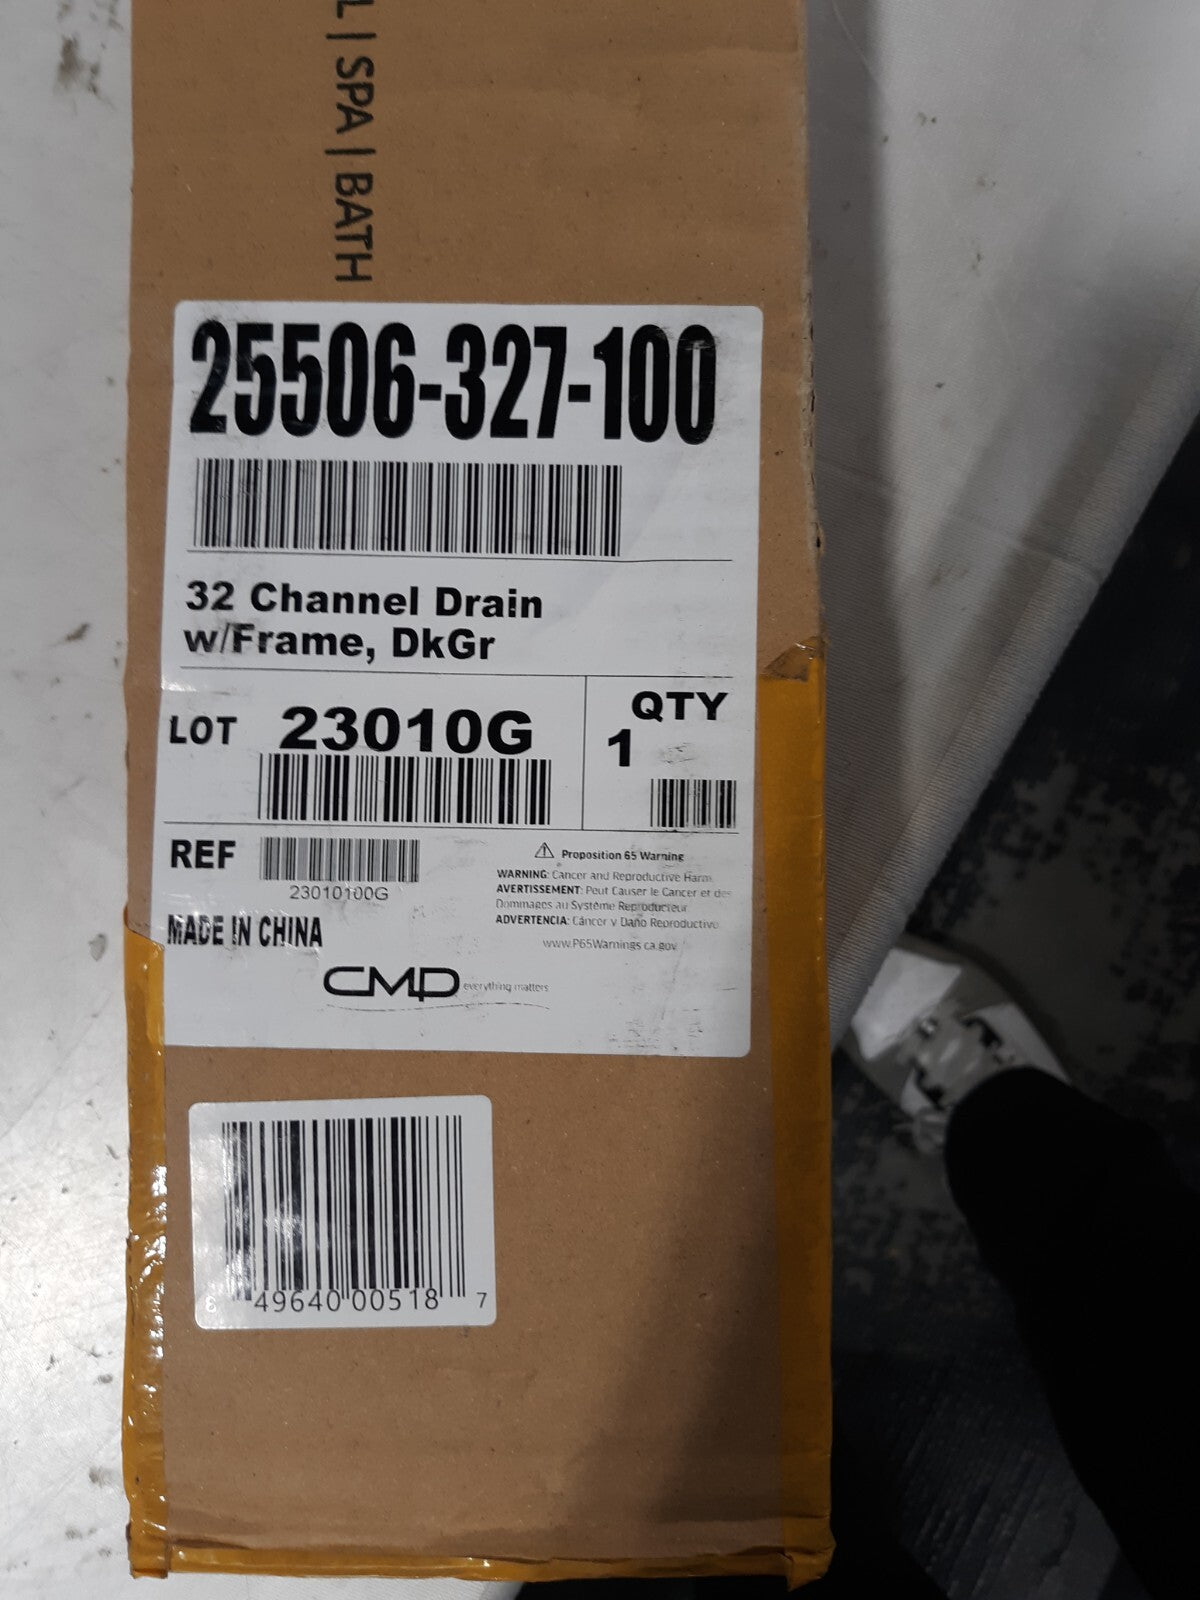 | SPA | BATH
25506-327-100
32 Channel Drain
w/Frame, DkGr
LOT 23010G
QTY
1
REF
23010100G
MADE IN CHINA
⚠ Proposition 65 Warning
WARNING: Cancer and Reproductive Harm
AVERTISSEMENT: Peut Causer le Cancer et des
Dommages au Système Reproducteur
ADVERTENCIA: Cáncer y Daño Reproductivo
www.P65Warnings.ca.gov
CMP everything matters
49640 00518 7